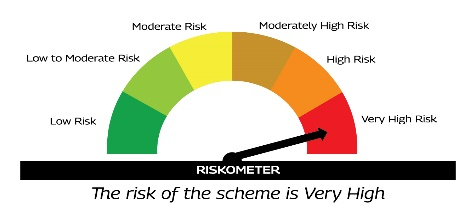 Moderate Risk
Moderately High Risk
Low to Moderate Risk
High Risk
Low Risk
Very High Risk
RISKOMETER
The risk of the scheme is Very High